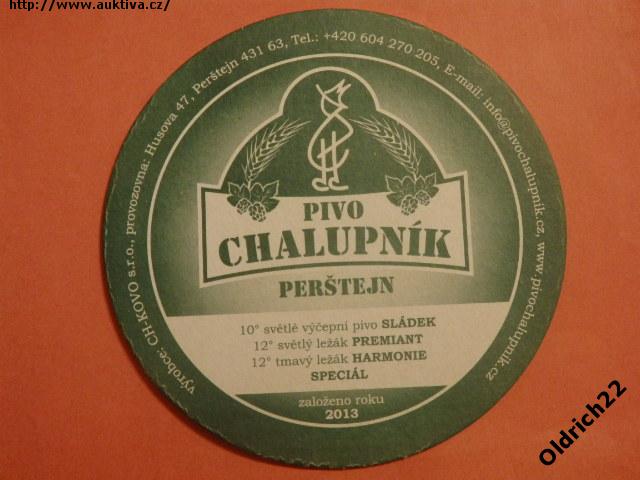 http://www.auktiva.cz/
výrobce: CH-KOVO s.r.o., provozovna: Husova 47, Perštejn 431 63, Tel.: +420 604 270 205, E-mail: info@pivochalupnik.cz, www.pivochalupnik.cz
PIVO
CHALUPNÍK
PERŠTEJN
10° světlé výčepní pivo SLÁDEK
12° světlý ležák PREMIANT
12° tmavý ležák HARMONIE
SPECIÁL
založeno roku
2013
Oldrich22